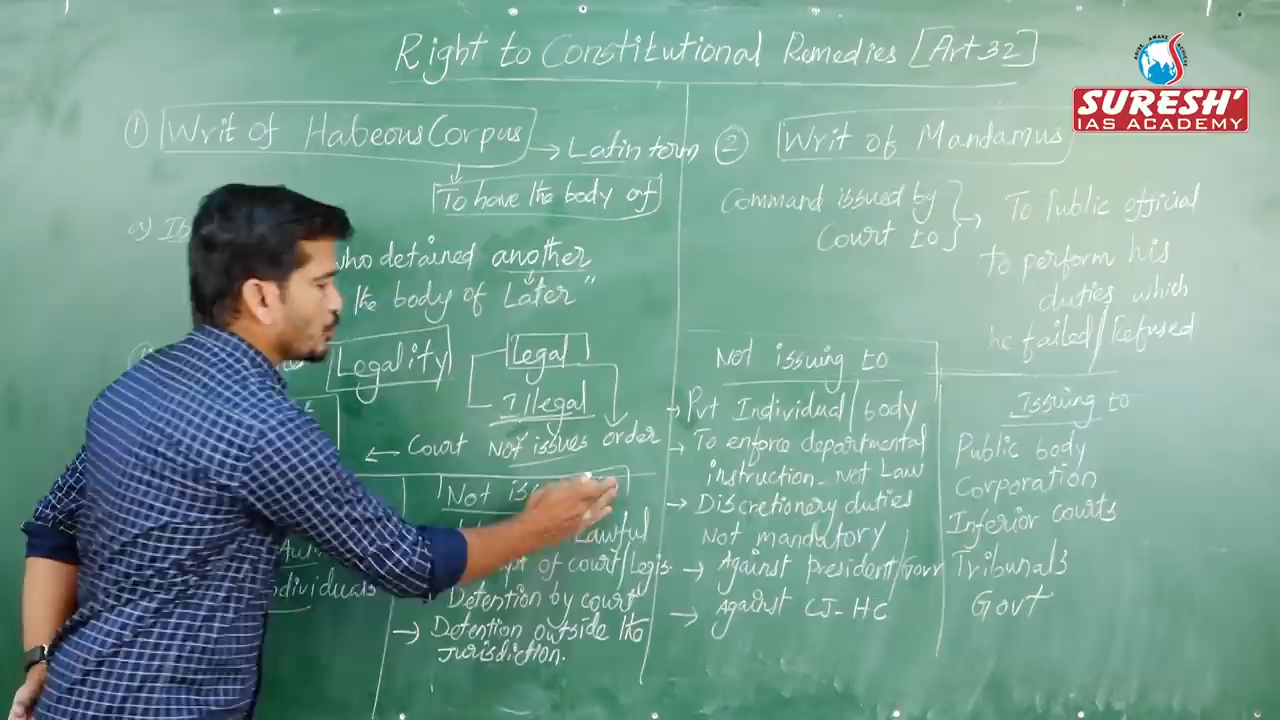 Right to Constitutional Remedies [Art 32]
ARISE AWAKE ACHIEVE
SURESH'
IAS ACADEMY
① Writ of Habeous Corpus → Latin term
To have the body of
a)
who detained another
the body of Later"
Legality
Legal
Illegal
← Court Not issues order
Not
Lawful
of court/Legis
Detention by court
→ Detention outside the
Jurisdiction.
individuals
② Writ of Mandamus
Command issued by
Court to
→ To Public official
to perform his
duties which
he failed/Refused
Not issuing to
→ Pvt Individual/body
→ To enforce departmental
instruction - not Law
→ Discretionary duties
Not mandatory
→ Against president/Govr
→ Against CJ-HC
Issuing to
Public body
Corporation
Inferior courts
Tribunals
Govt